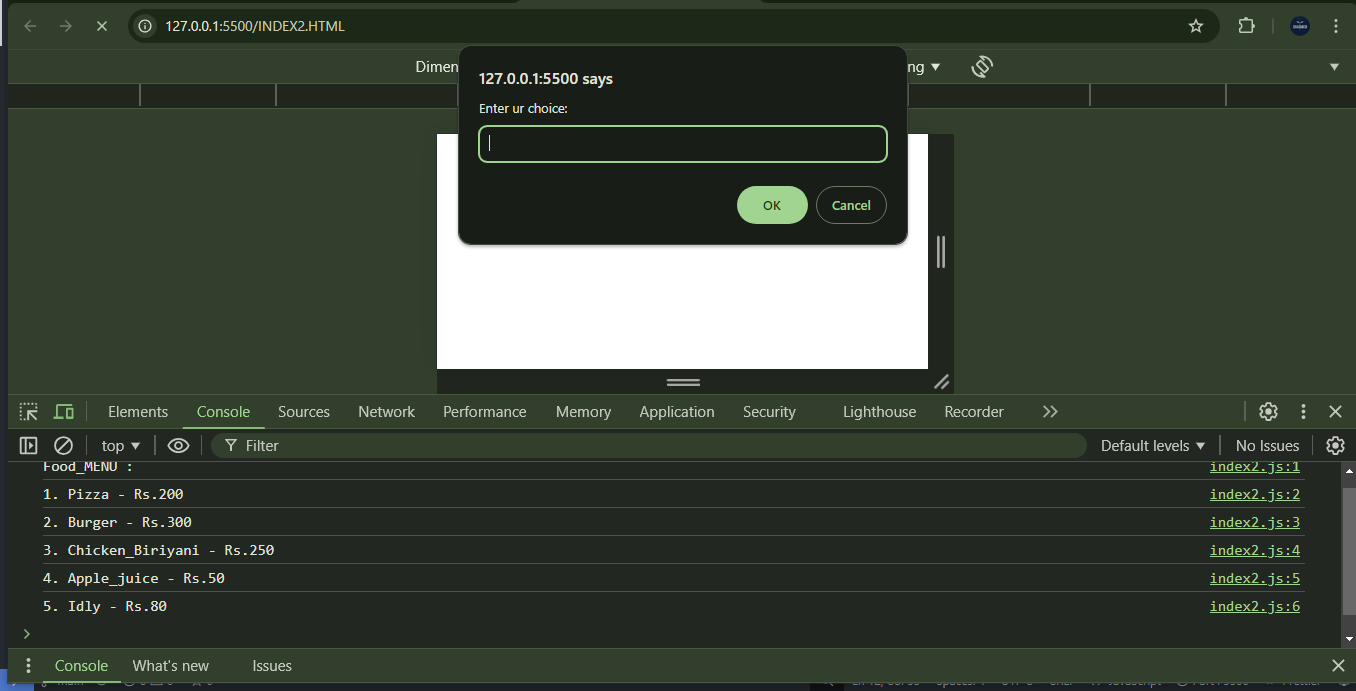 127.0.0.1:5500/INDEX2.HTML
Dimen
ng
127.0.0.1:5500 says
Enter ur choice:
OK
Cancel
Elements Console Sources Network Performance Memory Application Security Lighthouse Recorder
top Filter Default levels No Issues
Food_MENU : index2.js:1
1. Pizza - Rs.200 index2.js:2
2. Burger - Rs.300 index2.js:3
3. Chicken_Biriyani - Rs.250 index2.js:4
4. Apple_juice - Rs.50 index2.js:5
5. Idly - Rs.80 index2.js:6
Console What's new Issues